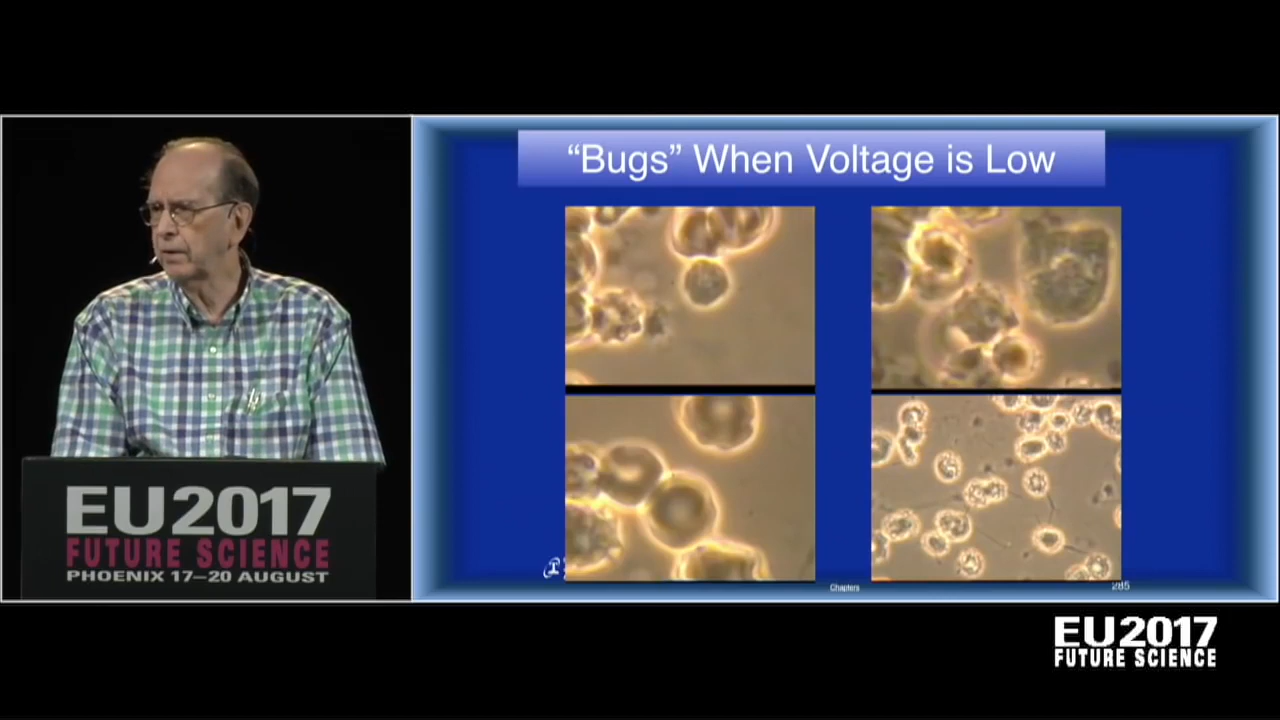 “Bugs” When Voltage is Low
EU2017
FUTURE SCIENCE
PHOENIX 17–20 AUGUST
Chapters
285
EU2017
FUTURE SCIENCE